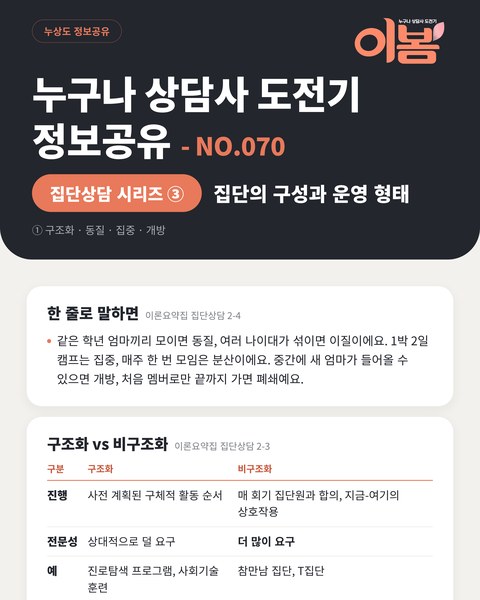 누상도 정보공유
누구나 상담사 도전기
이봄
누구나 상담사 도전기
정보공유 - NO.070
집단상담 시리즈 ③ 집단의 구성과 운영 형태
① 구조화 · 동질 · 집중 · 개방
한 줄로 말하면 이론요약집 집단상담 2-4
• 같은 학년 엄마끼리 모이면 동질, 여러 나이대가 섞이면 이질이에요. 1박 2일
캠프는 집중, 매주 한 번 모임은 분산이에요. 중간에 새 엄마가 들어올 수
있으면 개방, 처음 멤버로만 끝까지 가면 폐쇄예요.
구조화 vs 비구조화 이론요약집 집단상담 2-3
구분 구조화 비구조화
진행 사전 계획된 구체적 활동 순서 매 회기 집단원과 합의, 지금-여기의
상호작용
전문성 상대적으로 덜 요구 더 많이 요구
예 진로탐색 프로그램, 사회기술 참만남 집단, T집단
훈련